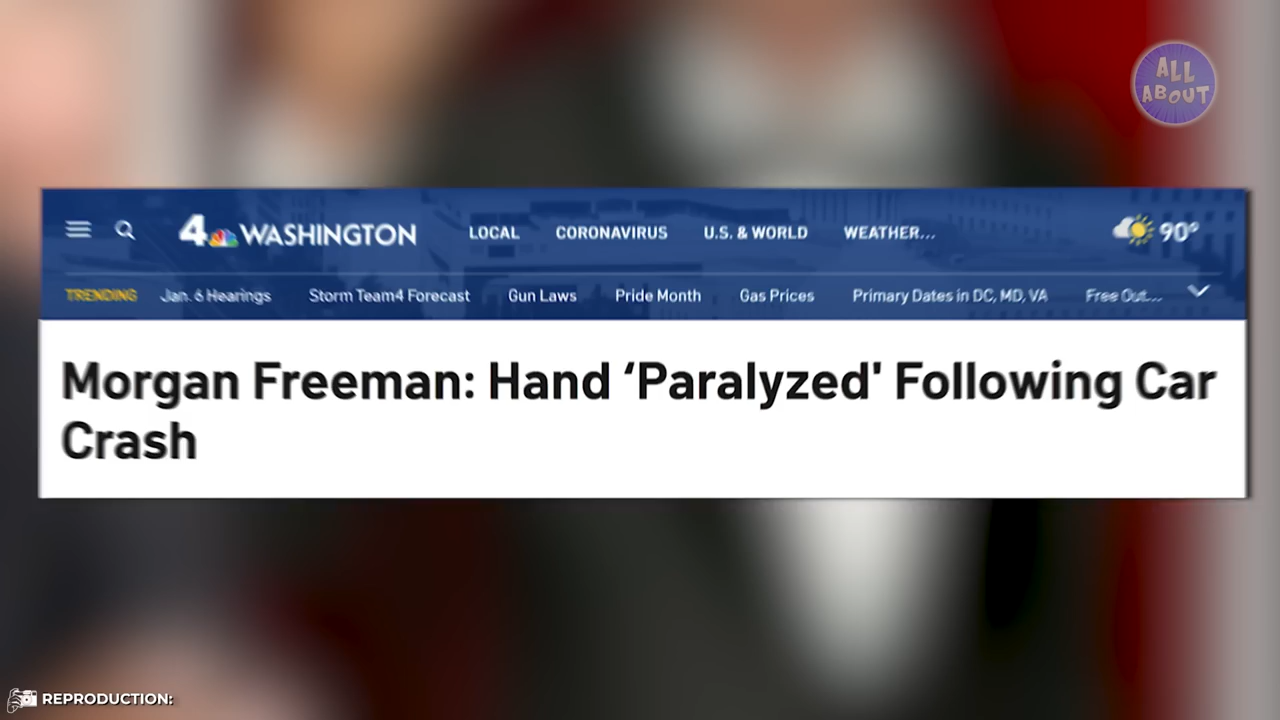 ALL
ABOUT
4 WASHINGTON LOCAL CORONAVIRUS U.S. & WORLD WEATHER... 90°
TRENDING Jan. 6 Hearings Storm Team4 Forecast Gun Laws Pride Month Gas Prices Primary Dates in DC, MD, VA Free Out...
Morgan Freeman: Hand ‘Paralyzed' Following Car
Crash
REPRODUCTION: